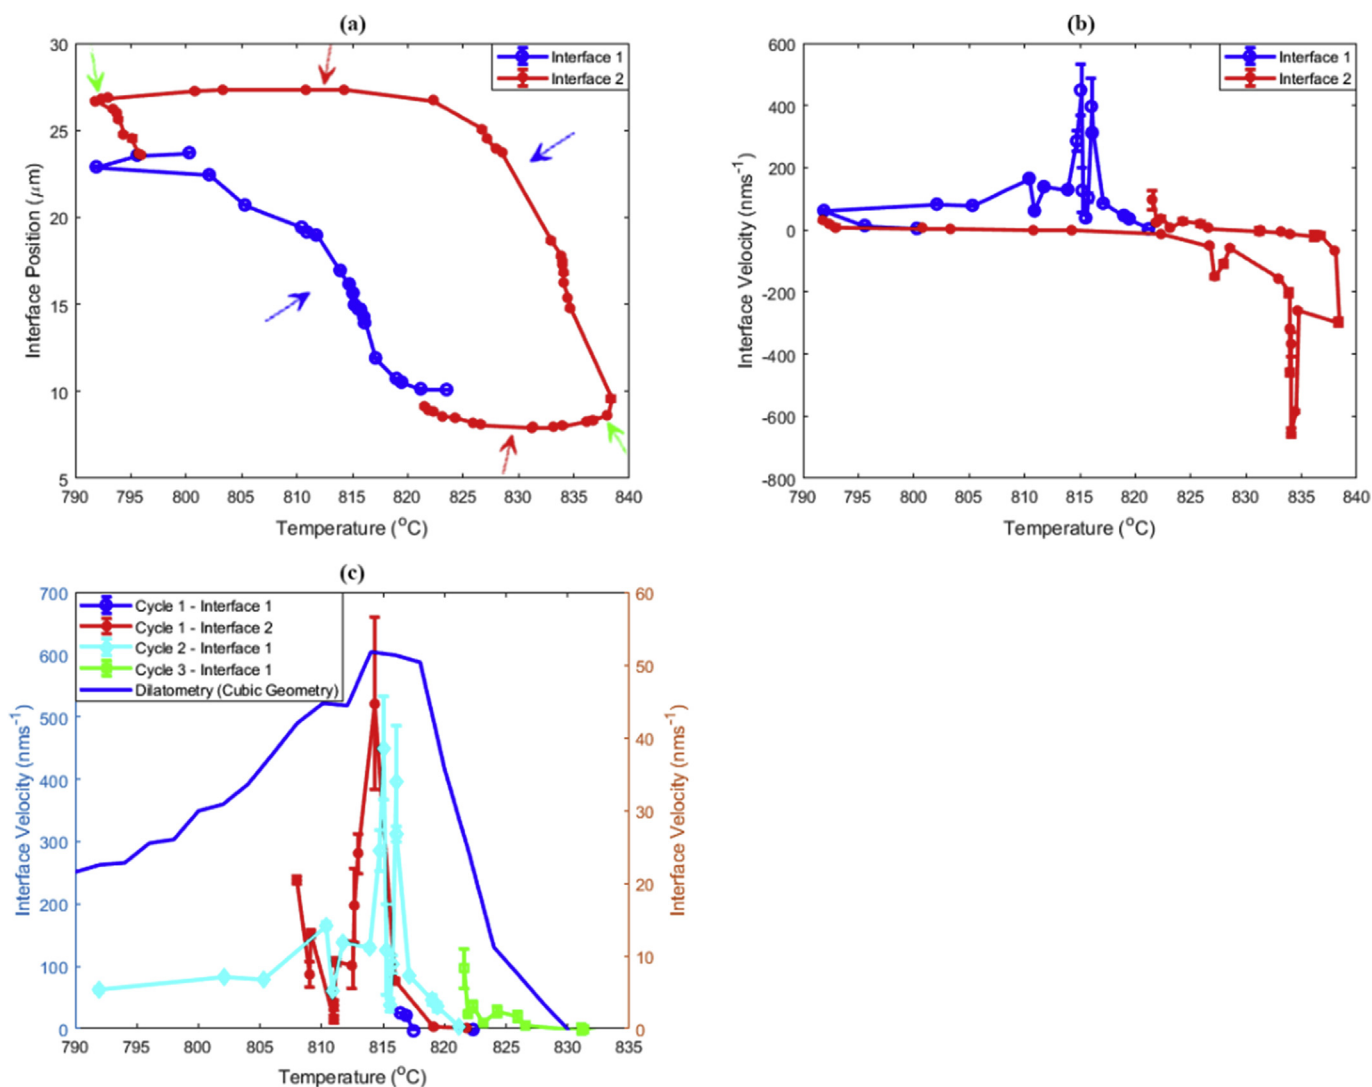 (a)
30
25
20
15
10
5
Interface Position (μm)
790 795 800 805 810 815 820 825 830 835 840
Temperature (°C)
Interface 1
Interface 2
(b)
600
400
200
0
-200
-400
-600
-800
Interface Velocity (nms⁻¹)
790 795 800 805 810 815 820 825 830 835 840
Temperature (°C)
Interface 1
Interface 2
(c)
700
600
500
400
300
200
100
0
Interface Velocity (nms⁻¹)
Cycle 1 - Interface 1
Cycle 1 - Interface 2
Cycle 2 - Interface 1
Cycle 3 - Interface 1
Dilatometry (Cubic Geometry)
60
50
40
30
20
10
0
Interface Velocity (nms⁻¹)
790 795 800 805 810 815 820 825 830 835
Temperature (°C)